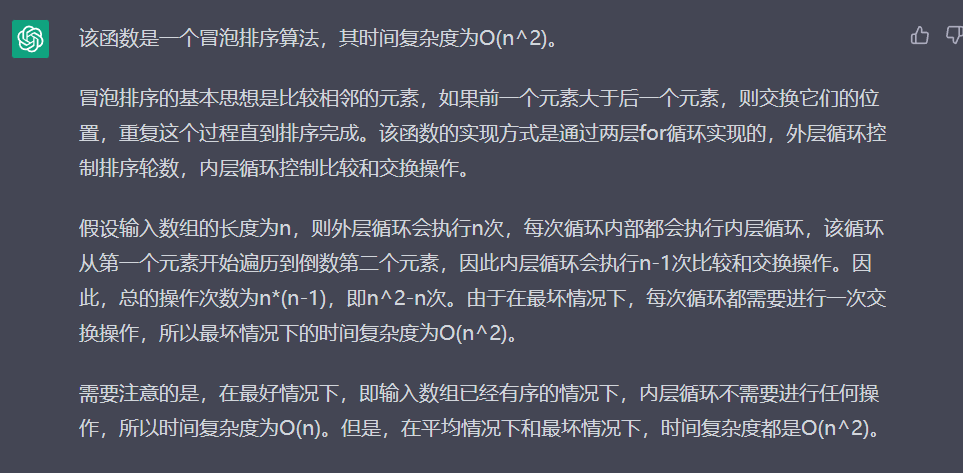 该函数是一个冒泡排序算法，其时间复杂度为O(n^2)。
冒泡排序的基本思想是比较相邻的元素，如果前一个元素大于后一个元素，则交换它们的位
置，重复这个过程直到排序完成。该函数的实现方式是通过两层for循环实现的，外层循环控
制排序轮数，内层循环控制比较和交换操作。
假设输入数组的长度为n，则外层循环会执行n次，每次循环内部都会执行内层循环，该循环
从第一个元素开始遍历到倒数第二个元素，因此内层循环会执行n-1次比较和交换操作。因
此，总的操作次数为n*(n-1)，即n^2-n次。由于在最坏情况下，每次循环都需要进行一次交
换操作，所以最坏情况下的时间复杂度为O(n^2)。
需要注意的是，在最好情况下，即输入数组已经有序的情况下，内层循环不需要进行任何操
作，所以时间复杂度为O(n)。但是，在平均情况下和最坏情况下，时间复杂度都是O(n^2)。